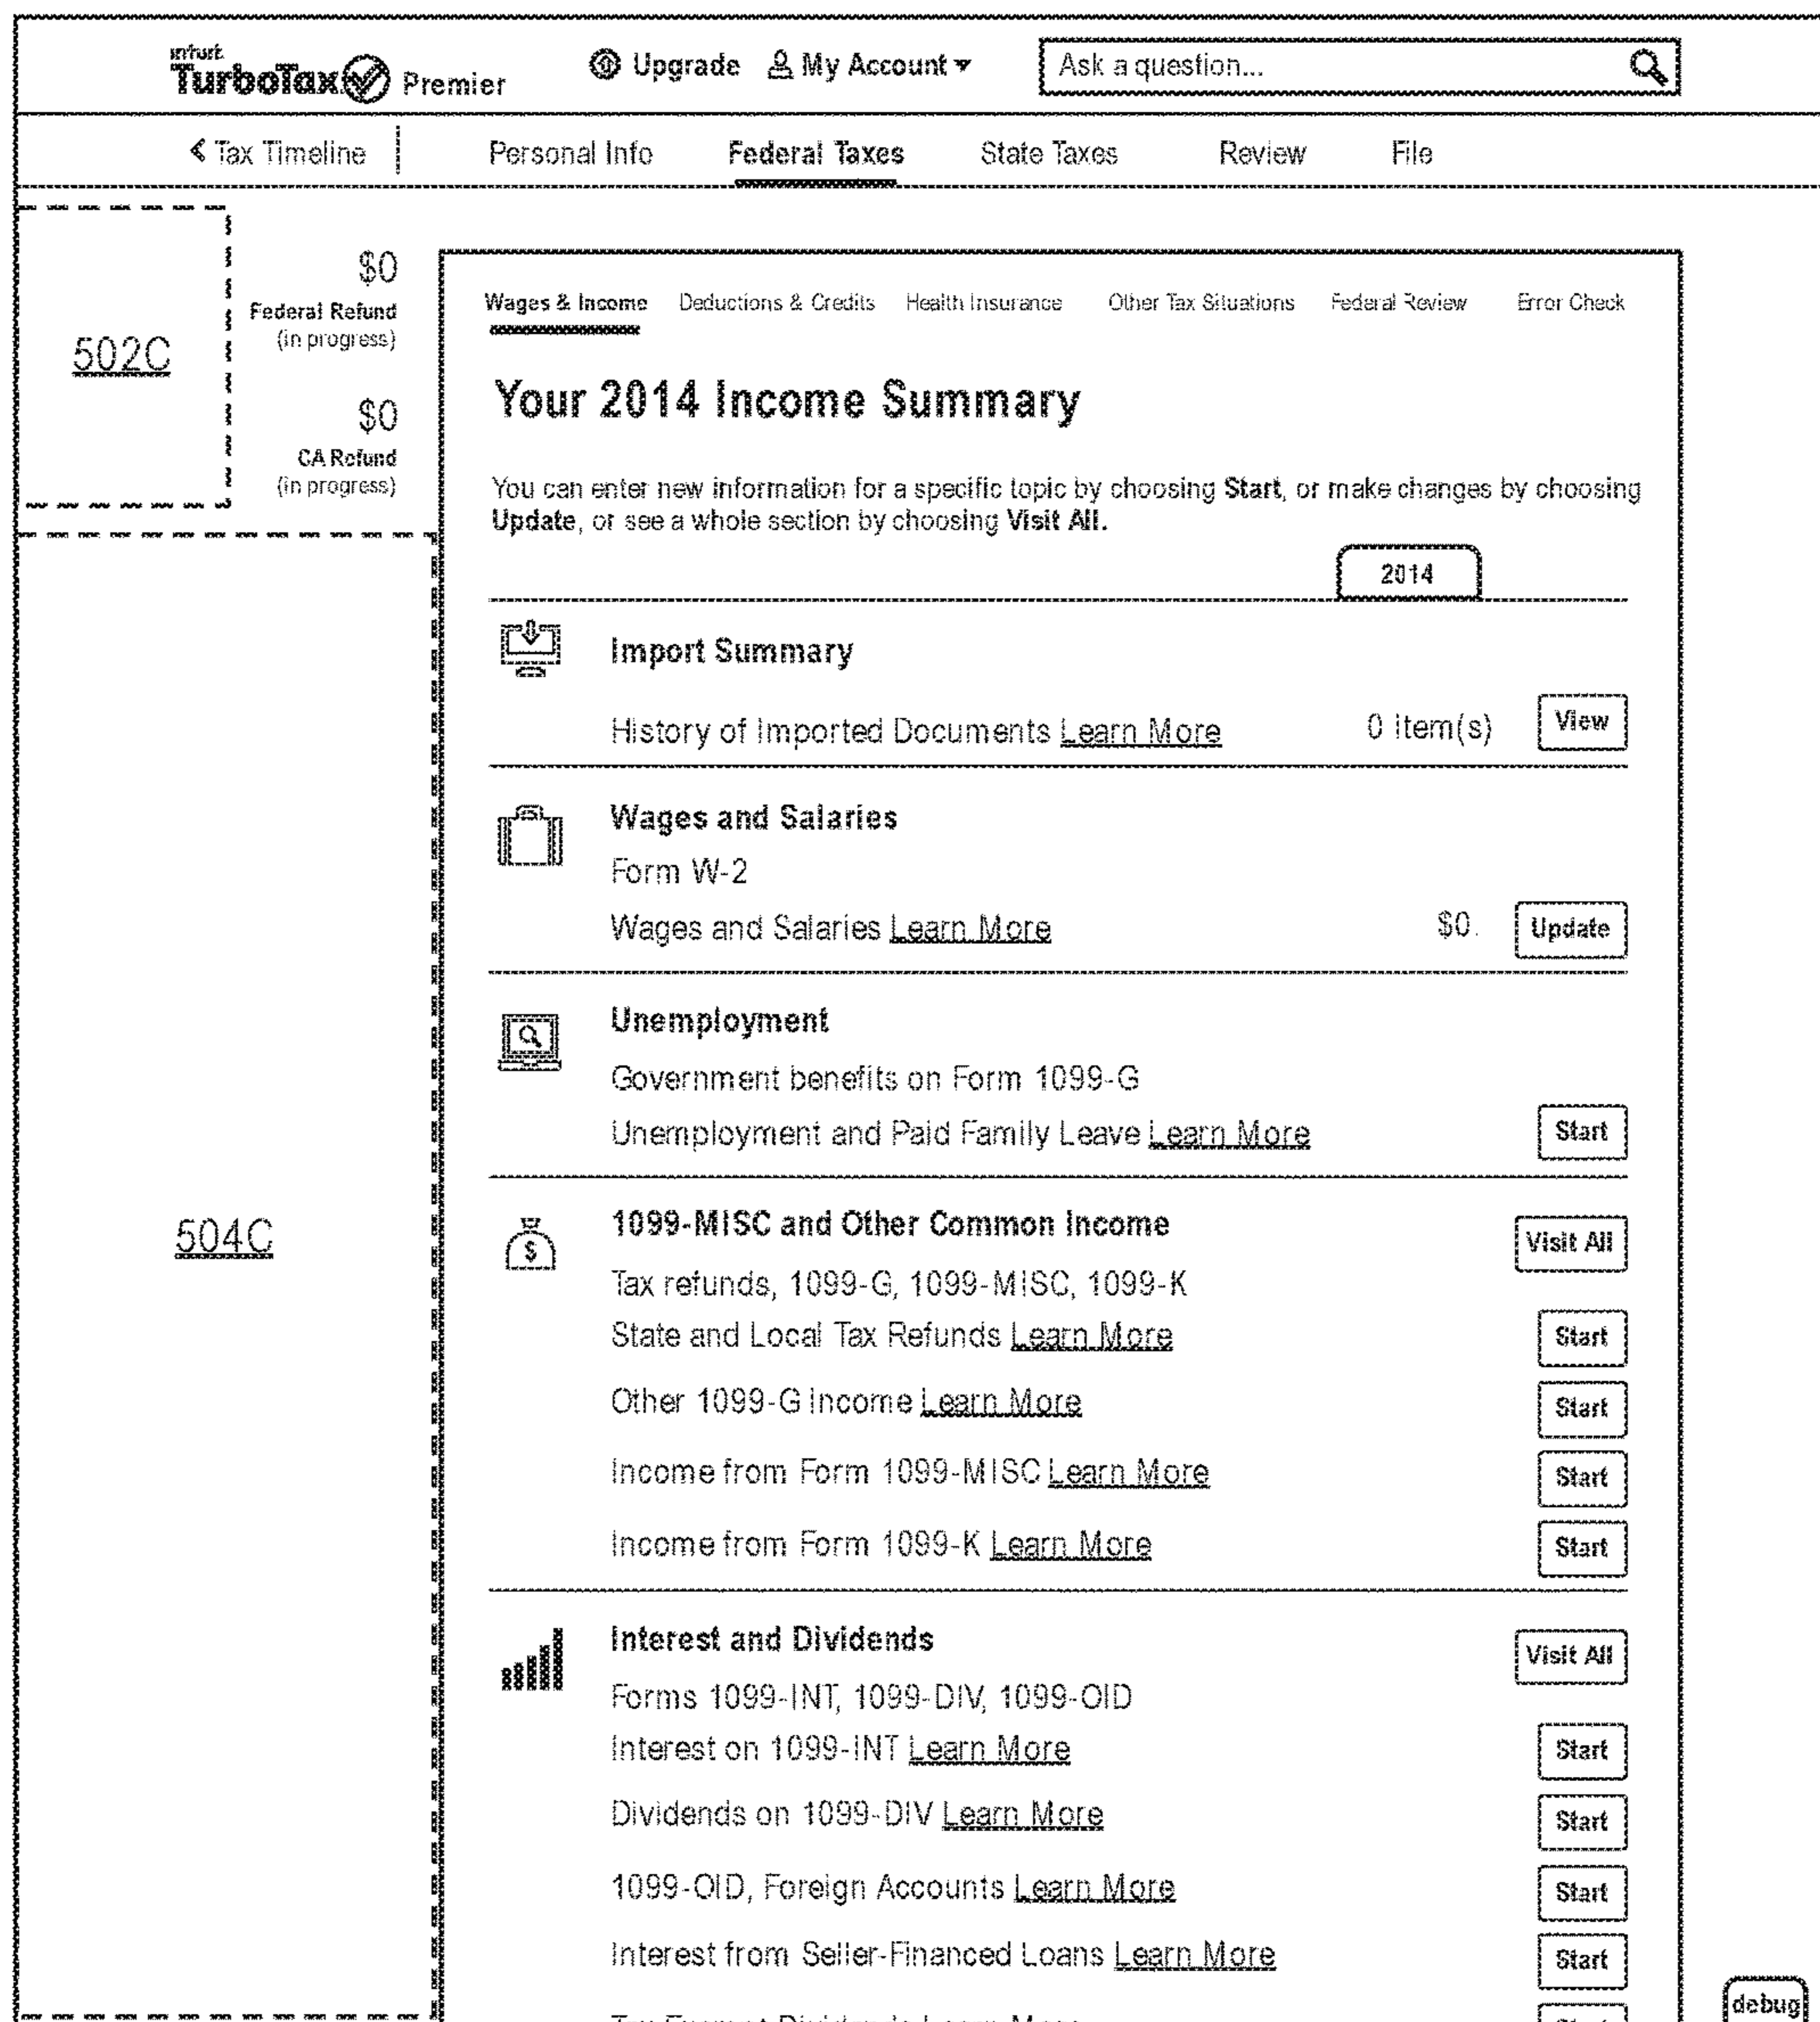 intuit
TurboTax Premier
Upgrade
My Account
Ask a question...
Tax Timeline
Personal Info
Federal Taxes
State Taxes
Review
File
502C
$0
Federal Refund
(in progress)
$0
CA Refund
(in progress)
504C
Wages & Income
Deductions & Credits
Health Insurance
Other Tax Situations
Federal Review
Error Check
Your 2014 Income Summary
You can enter new information for a specific topic by choosing Start, or make changes by choosing
Update, or see a whole section by choosing Visit All.
2014
Import Summary
History of Imported Documents Learn More 0 item(s) View
Wages and Salaries
Form W-2
Wages and Salaries Learn More $0. Update
Unemployment
Government benefits on Form 1099-G
Unemployment and Paid Family Leave Learn More Start
1099-MISC and Other Common Income Visit All
Tax refunds, 1099-G, 1099-MISC, 1099-K
State and Local Tax Refunds Learn More Start
Other 1099-G Income Learn More Start
Income from Form 1099-MISC Learn More Start
Income from Form 1099-K Learn More Start
Interest and Dividends Visit All
Forms 1099-INT, 1099-DIV, 1099-OID
Interest on 1099-INT Learn More Start
Dividends on 1099-DIV Learn More Start
1099-OID, Foreign Accounts Learn More Start
Interest from Seller-Financed Loans Learn More Start
debug